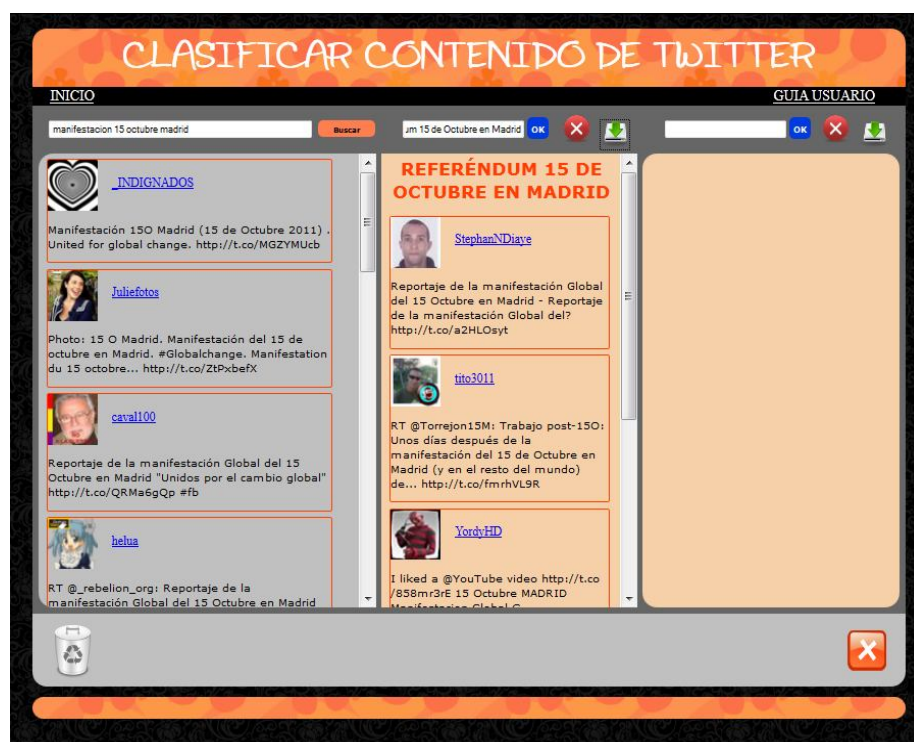 CLASIFICAR CONTENIDO DE TWITTER
INICIO
GUIA USUARIO
manifestacion 15 octubre madrid
Buscar
um 15 de Octubre en Madrid
OK
OK
_INDIGNADOS
Manifestación 15O Madrid (15 de Octubre 2011) .
United for global change. http://t.co/MGZYMUcb
Juliefotos
Photo: 15 O Madrid. Manifestación del 15 de
octubre en Madrid. #Globalchange. Manifestation
du 15 octobre... http://t.co/ZtPxbefX
caval100
Reportaje de la manifestación Global del 15
Octubre en Madrid "Unidos por el cambio global"
http://t.co/QRMa6gQp #fb
helua
RT @_rebelion_org: Reportaje de la
manifestación Global del 15 Octubre en Madrid
REFERÉNDUM 15 DE
OCTUBRE EN MADRID
StephanNDiaye
Reportaje de la manifestación Global
del 15 Octubre en Madrid - Reportaje
de la manifestación Global del?
http://t.co/a2HLOsyt
tito3011
RT @Torrejon15M: Trabajo post-15O:
Unos días después de la
manifestación del 15 de Octubre en
Madrid (y en el resto del mundo)
de... http://t.co/fmrhVL9R
YordyHD
I liked a @YouTube video http://t.co
/858mr3rE 15 Octubre MADRID
Manifestacion Global C